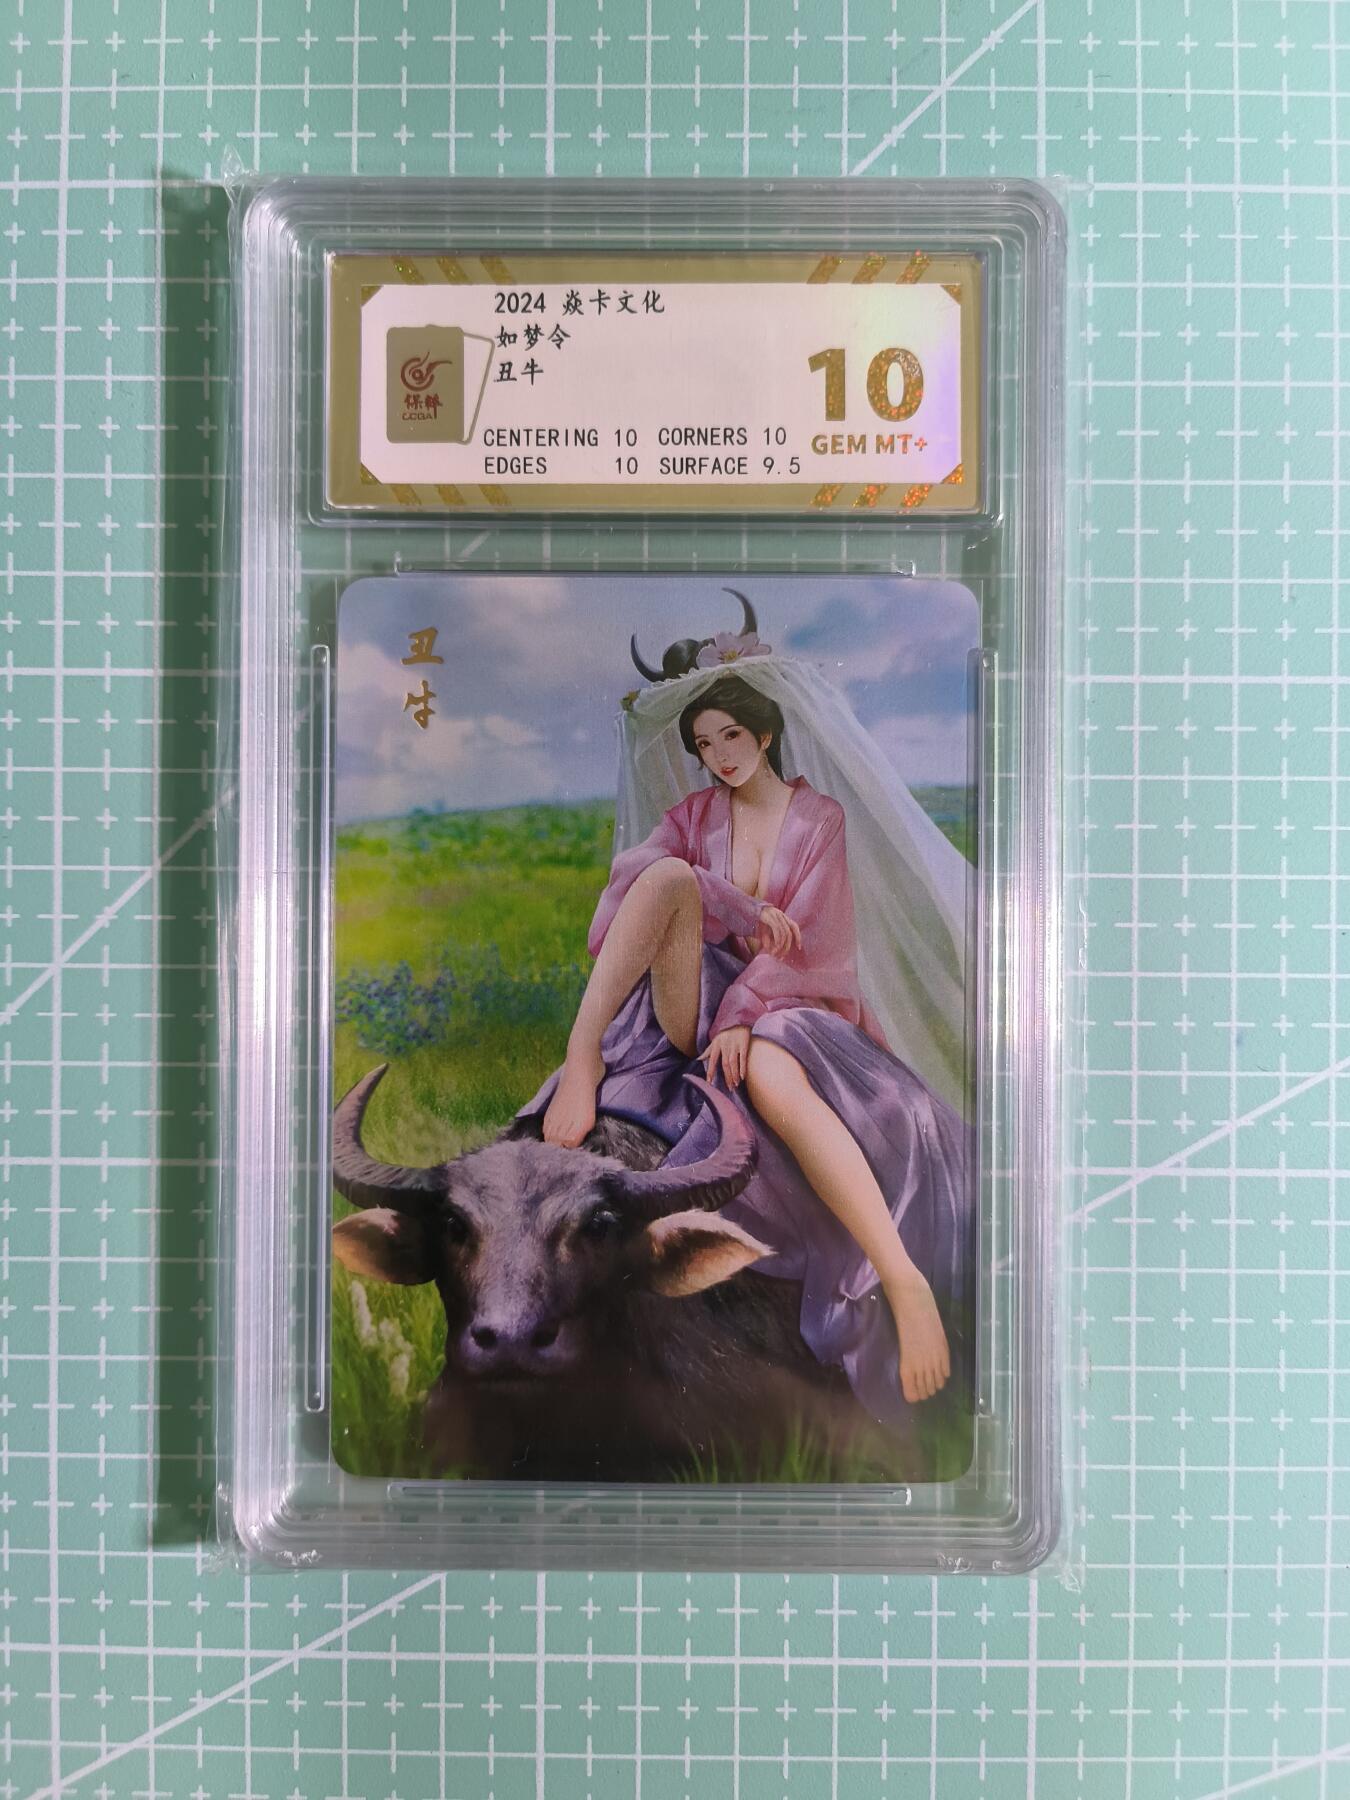 2024 焱卡文化
如梦令
丑牛
保粹
CCGA
10
GEM MT+
CENTERING 10 CORNERS 10
EDGES 10 SURFACE 9.5
丑
牛